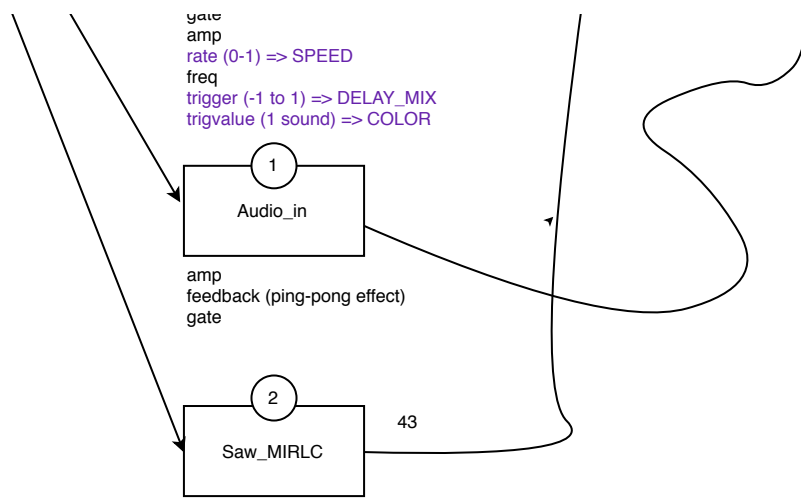 gate
amp
rate (0-1) => SPEED
freq
trigger (-1 to 1) => DELAY_MIX
trigvalue (1 sound) => COLOR
1
Audio_in
amp
feedback (ping-pong effect)
gate
2
43
Saw_MIRLC